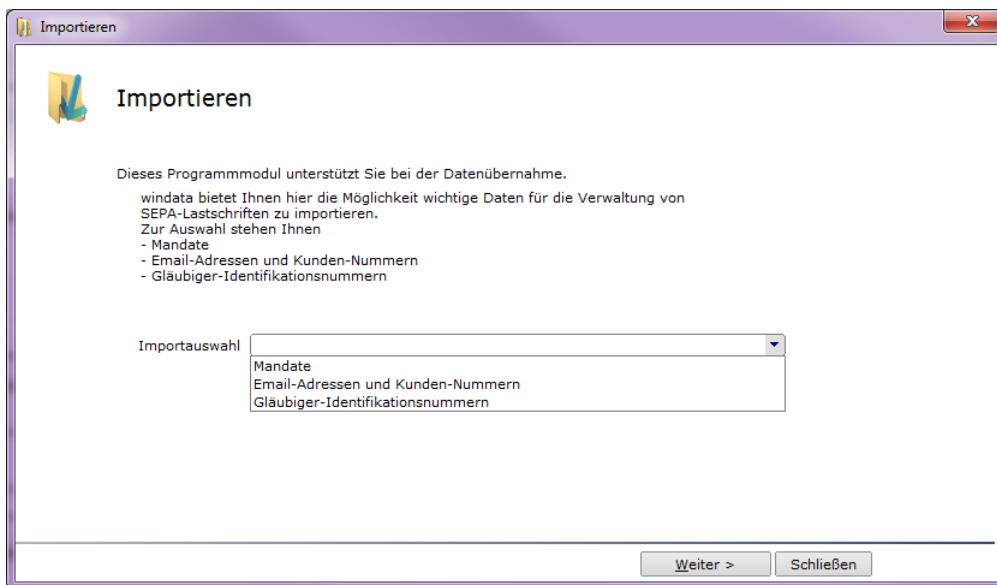 Importieren
Importieren
Dieses Programmmodul unterstützt Sie bei der Datenübernahme.
windata bietet Ihnen hier die Möglichkeit wichtige Daten für die Verwaltung von
SEPA-Lastschriften zu importieren.
Zur Auswahl stehen Ihnen
- Mandate
- Email-Adressen und Kunden-Nummern
- Gläubiger-Identifikationsnummern
Importauswahl
Mandate
Email-Adressen und Kunden-Nummern
Gläubiger-Identifikationsnummern
Weiter > Schließen